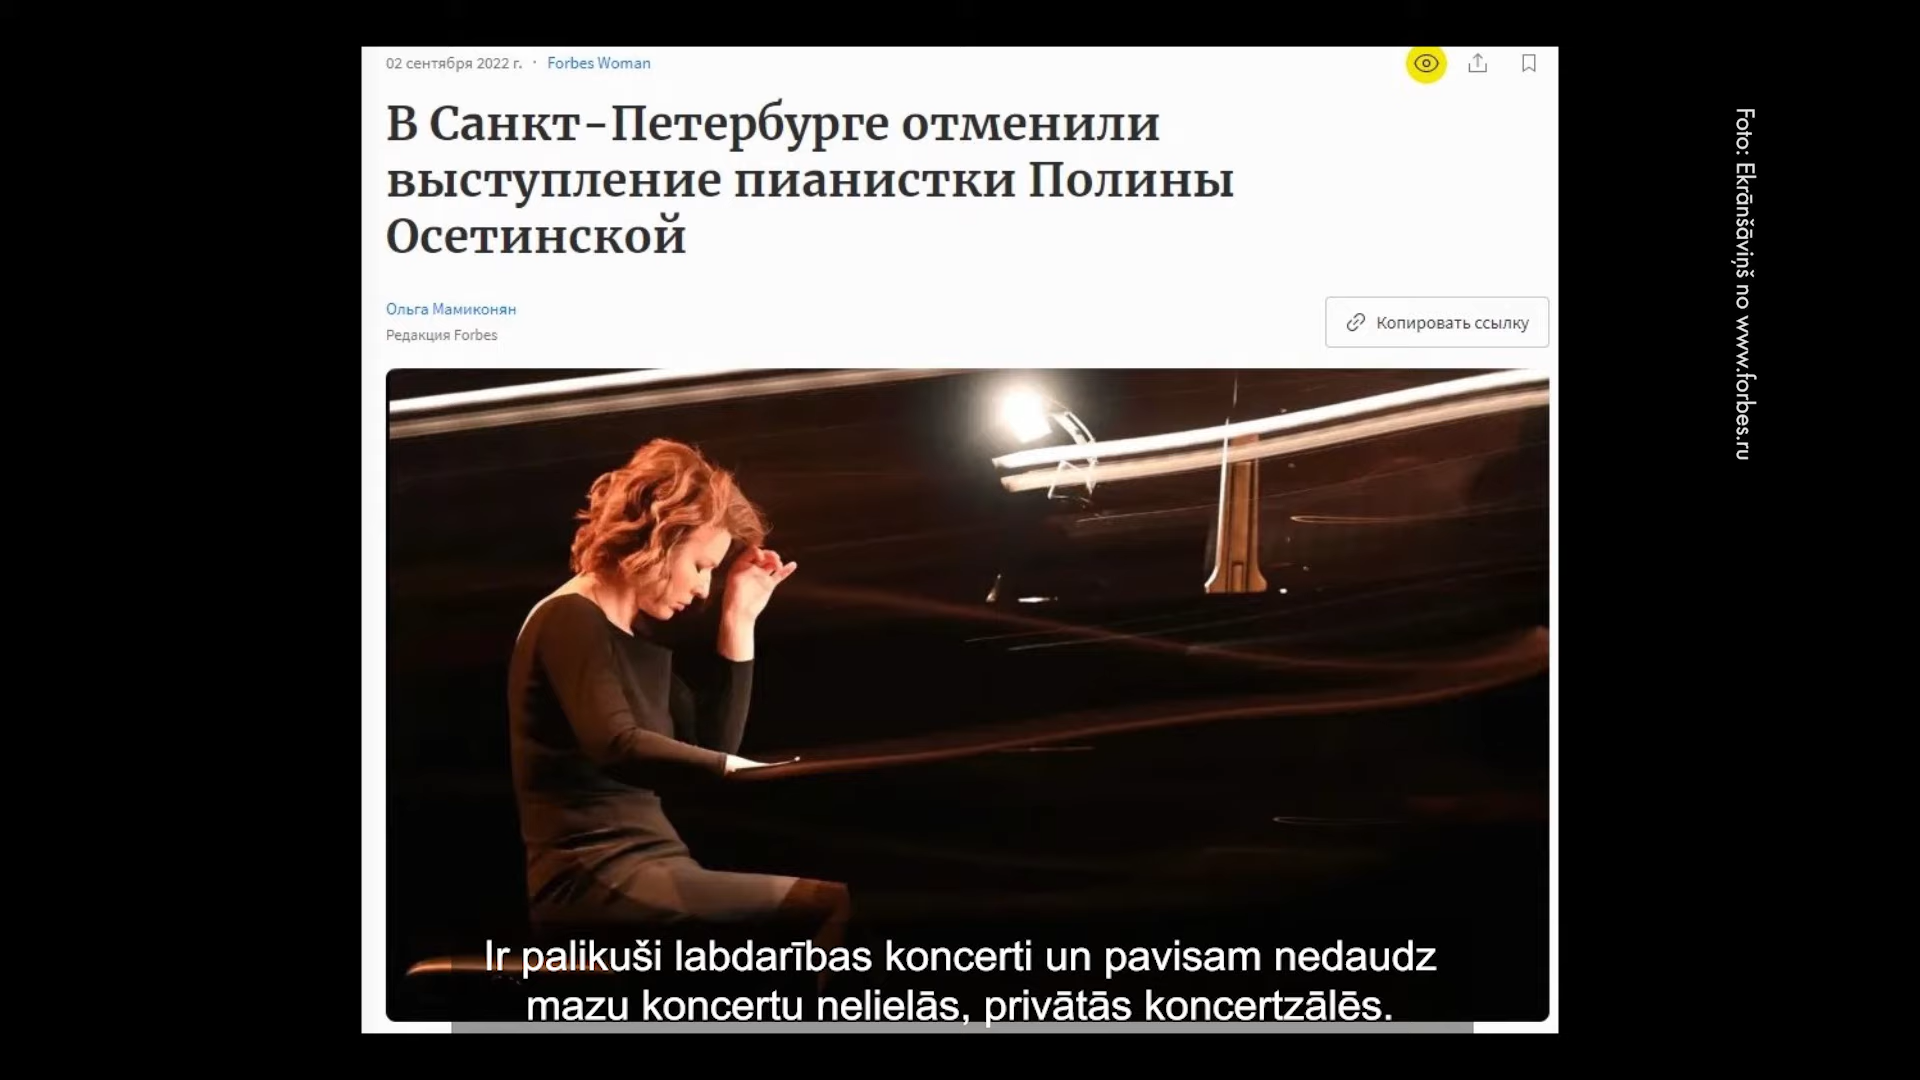 02 сентября 2022 г. · Forbes Woman
В Санкт-Петербурге отменили
выступление пианистки Полины
Осетинской
Ольга Мамиконян
Редакция Forbes
Копировать ссылку
Foto: Ekrānšāviņš no www.forbes.ru
Ir palikuši labdarības koncerti un pavisam nedaudz
mazu koncertu nelielās, privātās koncertzālēs.